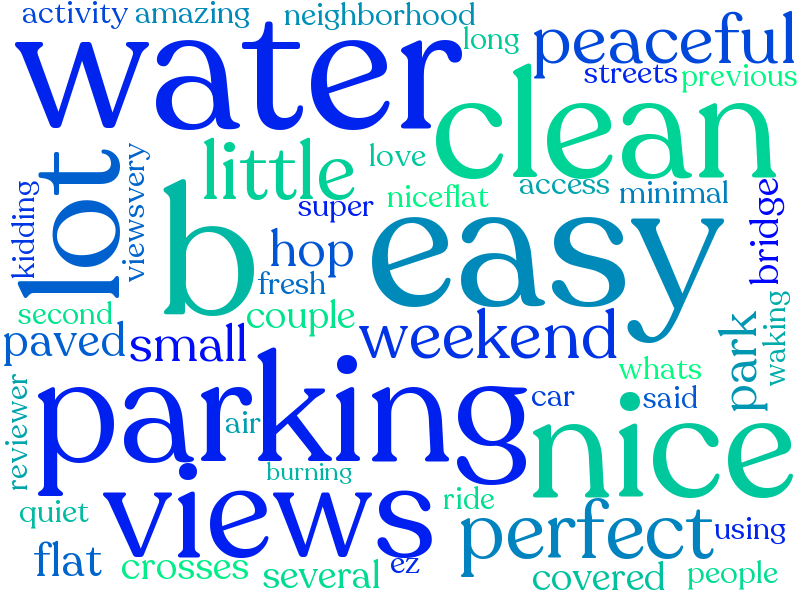 activity amazing neighborhood
long
water
peaceful
streets previous
clean
little love
lot
kidding
viewsvery
super niceflat access minimal
b
easy
bridge
hop
fresh
second couple
paved small weekend
park
waking
whats
parking
car said
reviewer
air
nice
burning
views
quiet ride
perfect using
flat crosses several ez
covered people